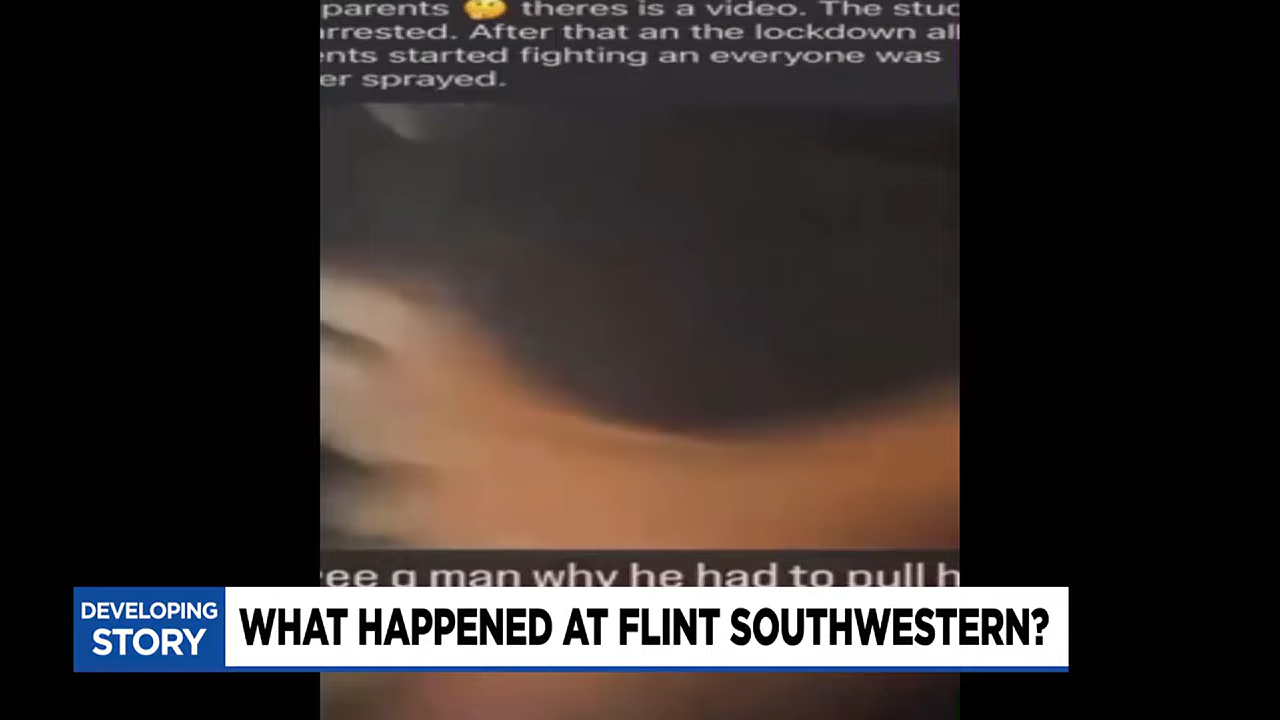 parents 🤔 theres is a video. The stud
rrested. After that an the lockdown all
nts started fighting an everyone was
er sprayed.
ee g man why he had to pull h
DEVELOPING
STORY
WHAT HAPPENED AT FLINT SOUTHWESTERN?